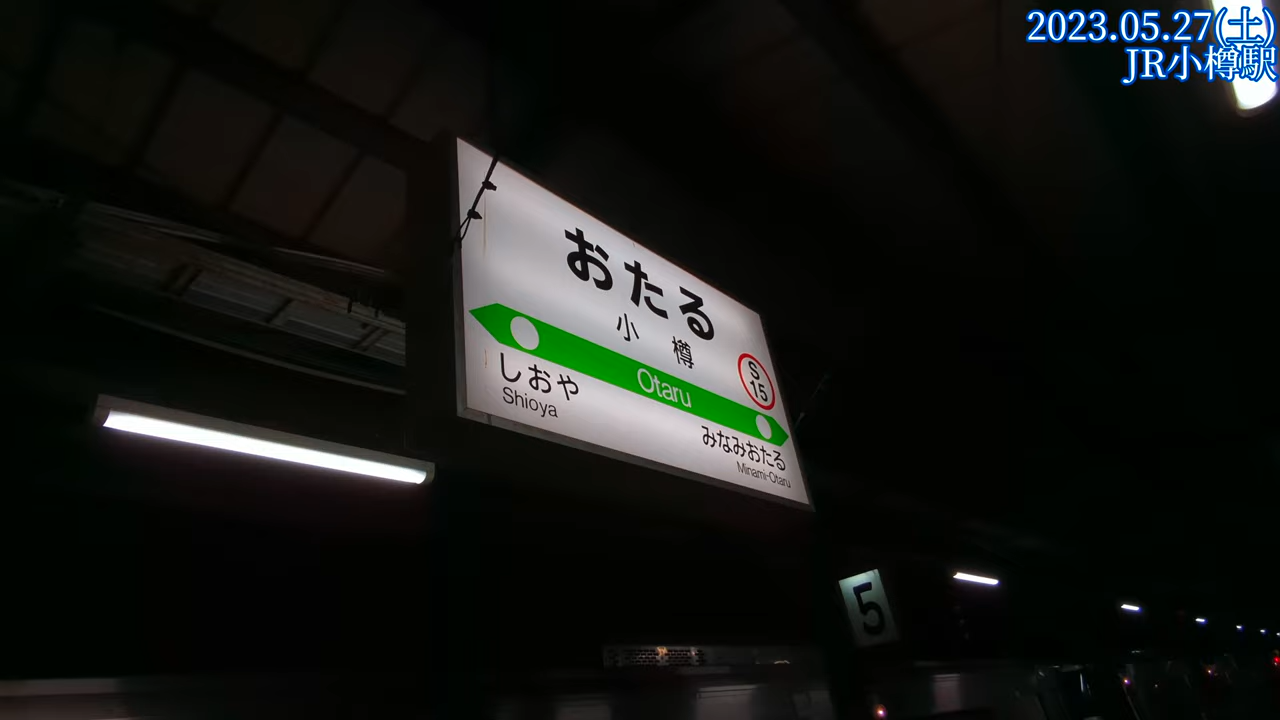 2023.05.27(土)
JR小樽駅
おたる
小樽
S
15
Otaru
しおや
Shioya
みなみおたる
Minami-Otaru
5